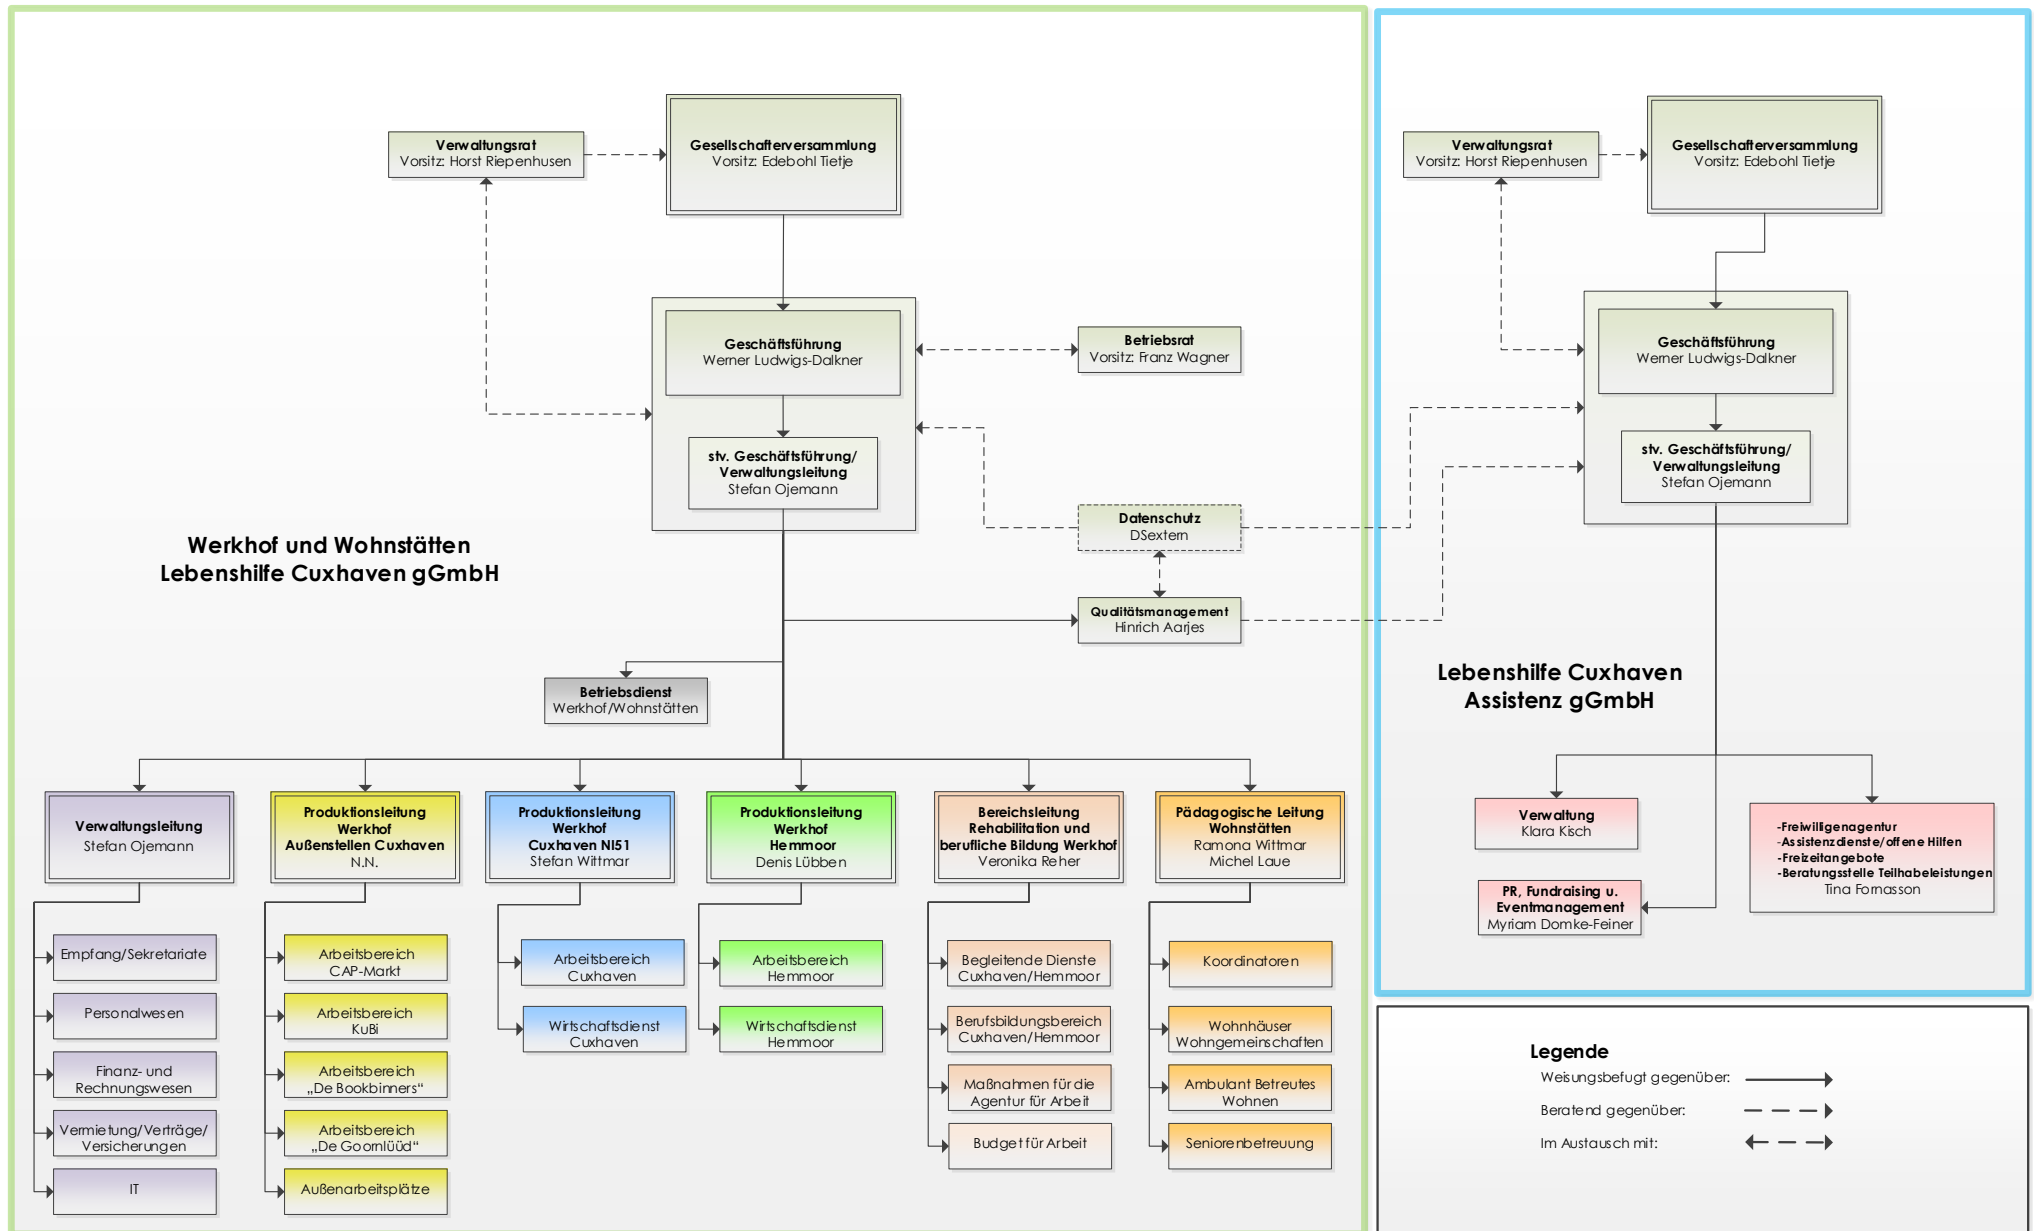 Verwaltungsrat
Vorsitz: Horst Riepenhusen
Gesellschafterversammlung
Vorsitz: Edebohl Tietje
Geschäftsführung
Werner Ludwigs-Dalkner
Betriebsrat
Vorsitz: Franz Wagner
stv. Geschäftsführung/
Verwaltungsleitung
Stefan Ojemann
Datenschutz
DSextern
Werkhof und Wohnstätten
Lebenshilfe Cuxhaven gGmbH
Qualitätsmanagement
Hinrich Aarjes
Betriebsdienst
Werkhof/Wohnstätten
Verwaltungsleitung
Stefan Ojemann
Empfang/Sekretariate
Personalwesen
Finanz- und
Rechnungswesen
Vermietung/Verträge/
Versicherungen
IT
Produktionsleitung
Werkhof
Außenstellen Cuxhaven
N.N.
Arbeitsbereich
CAP-Markt
Arbeitsbereich
KuBi
Arbeitsbereich
„De Bookbinners“
Arbeitsbereich
„De Goornlüüd“
Außenarbeitsplätze
Produktionsleitung
Werkhof
Cuxhaven NI51
Stefan Wittmar
Arbeitsbereich
Cuxhaven
Wirtschaftsdienst
Cuxhaven
Produktionsleitung
Werkhof
Hemmoor
Denis Lübben
Arbeitsbereich
Hemmoor
Wirtschaftsdienst
Hemmoor
Bereichsleitung
Rehabilitation und
berufliche Bildung Werkhof
Veronika Reher
Begleitende Dienste
Cuxhaven/Hemmoor
Berufsbildungsbereich
Cuxhaven/Hemmoor
Maßnahmen für die
Agentur für Arbeit
Budget für Arbeit
Pädagogische Leitung
Wohnstätten
Ramona Wittmar
Michel Laue
Koordinatoren
Wohnhäuser
Wohngemeinschaften
Ambulant Betreutes
Wohnen
Seniorenbetreuung
Verwaltungsrat
Vorsitz: Horst Riepenhusen
Gesellschafterversammlung
Vorsitz: Edebohl Tietje
Geschäftsführung
Werner Ludwigs-Dalkner
stv. Geschäftsführung/
Verwaltungsleitung
Stefan Ojemann
Lebenshilfe Cuxhaven
Assistenz gGmbH
Verwaltung
Klara Kisch
-Freiwilligenagentur
-Assistenzdienste/offene Hilfen
-Freizeitangebote
-Beratungsstelle Teilhabeleistungen
Tina Fornasson
PR, Fundraising u.
Eventmanagement
Myriam Domke-Feiner
Legende
Weisungsbefugt gegenüber:
Beratend gegenüber:
Im Austausch mit: